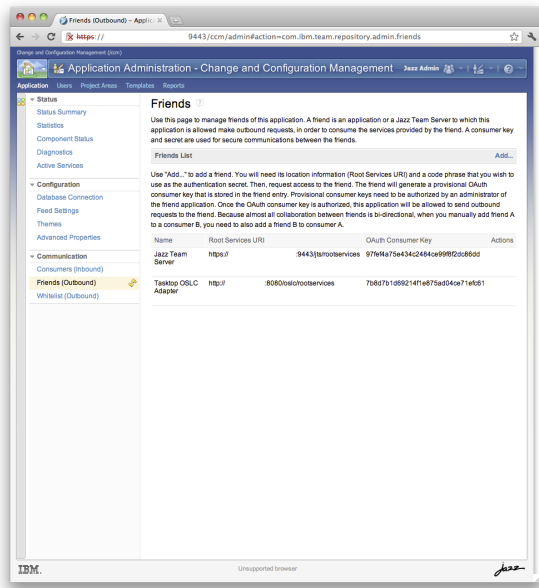 Friends (Outbound) – Applic
https:// 9443/ccm/admin#action=com.ibm.team.repository.admin.friends
Change and Configuration Management (/ccm)
Application Administration - Change and Configuration Management Jazz Admin
Application Users Project Areas Templates Reports
Status
Status Summary
Statistics
Component Status
Diagnostics
Active Services
Configuration
Database Connection
Feed Settings
Themes
Advanced Properties
Communication
Consumers (Inbound)
Friends (Outbound)
Whitelist (Outbound)
Friends ?
Use this page to manage friends of this application. A friend is an application or a Jazz Team Server to which this
application is allowed make outbound requests, in order to consume the services provided by the friend. A consumer key
and secret are used for secure communications between the friends.
Friends List Add...
Use "Add..." to add a friend. You will need its location information (Root Services URI) and a code phrase that you wish to
use as the authentication secret. Then, request access to the friend. The friend will generate a provisional OAuth
consumer key that is stored in the friend entry. Provisional consumer keys need to be authorized by an administrator of
the friend application. Once the OAuth consumer key is authorized, this application will be allowed to send outbound
requests to the friend. Because almost all collaboration between friends is bi-directional, when you manually add friend A
to a consumer B, you need to also add a friend B to consumer A.
Name Root Services URI OAuth Consumer Key Actions
Jazz Team Server https:// :9443/jts/rootservices 97fef4a75e434c2484ce99f8f2dc86dd
Tasktop OSLC Adapter http:// :8080/oslc/rootservices 7b8d7b1d69214f1e875ad04ce71efc61
IBM. Unsupported browser jazz